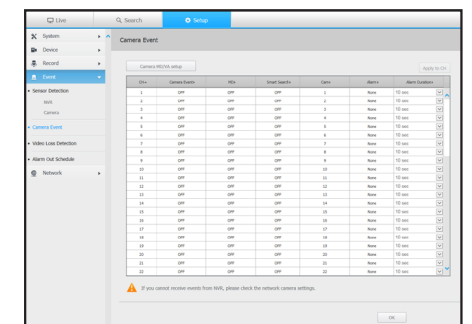 Live Search Setup
System
Device
Record
Event
Sensor Detection
NVR
Camera
Camera Event
Video Loss Detection
Alarm Out Schedule
Network
Camera Event
Camera MD/IVA setup
Apply to CH
CH Camera Events MD Smart Search Cam Alarm Alarm Duration
1 OFF OFF OFF 1 None 10 sec
2 OFF OFF OFF 2 None 10 sec
3 OFF OFF OFF 3 None 10 sec
4 OFF OFF OFF 4 None 10 sec
5 OFF OFF OFF 5 None 10 sec
6 OFF OFF OFF 6 None 10 sec
7 OFF OFF OFF 7 None 10 sec
8 OFF OFF OFF 8 None 10 sec
9 OFF OFF OFF 9 None 10 sec
10 OFF OFF OFF 10 None 10 sec
11 OFF OFF OFF 11 None 10 sec
12 OFF OFF OFF 12 None 10 sec
13 OFF OFF OFF 13 None 10 sec
14 OFF OFF OFF 14 None 10 sec
15 OFF OFF OFF 15 None 10 sec
16 OFF OFF OFF 16 None 10 sec
17 OFF OFF OFF 17 None 10 sec
18 OFF OFF OFF 18 None 10 sec
19 OFF OFF OFF 19 None 10 sec
20 OFF OFF OFF 20 None 10 sec
21 OFF OFF OFF 21 None 10 sec
22 OFF OFF OFF 22 None 10 sec
If you cannot receive events from NVR, please check the network camera settings.
OK